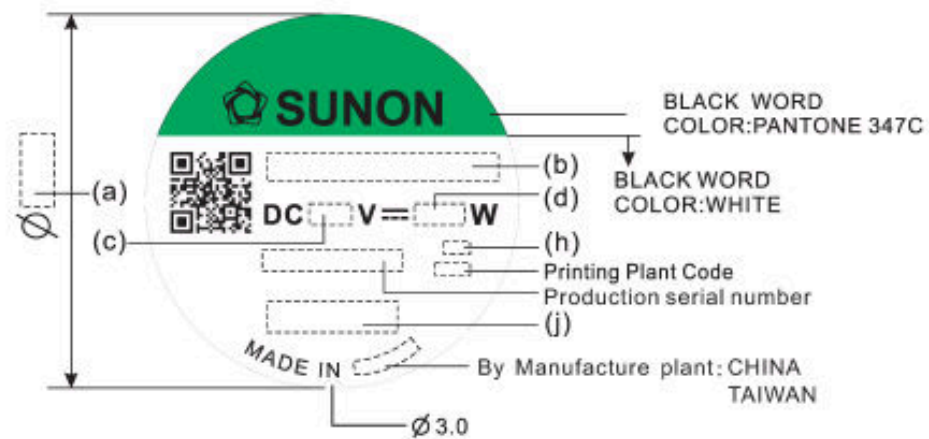 SUNON
BLACK WORD
COLOR:PANTONE 347C
(b)
(a)
BLACK WORD
COLOR:WHITE
(d)
DC V W
Ø
(c)
(h)
Printing Plant Code
Production serial number
(j)
MADE IN
By Manufacture plant: CHINA
TAIWAN
Ø 3.0